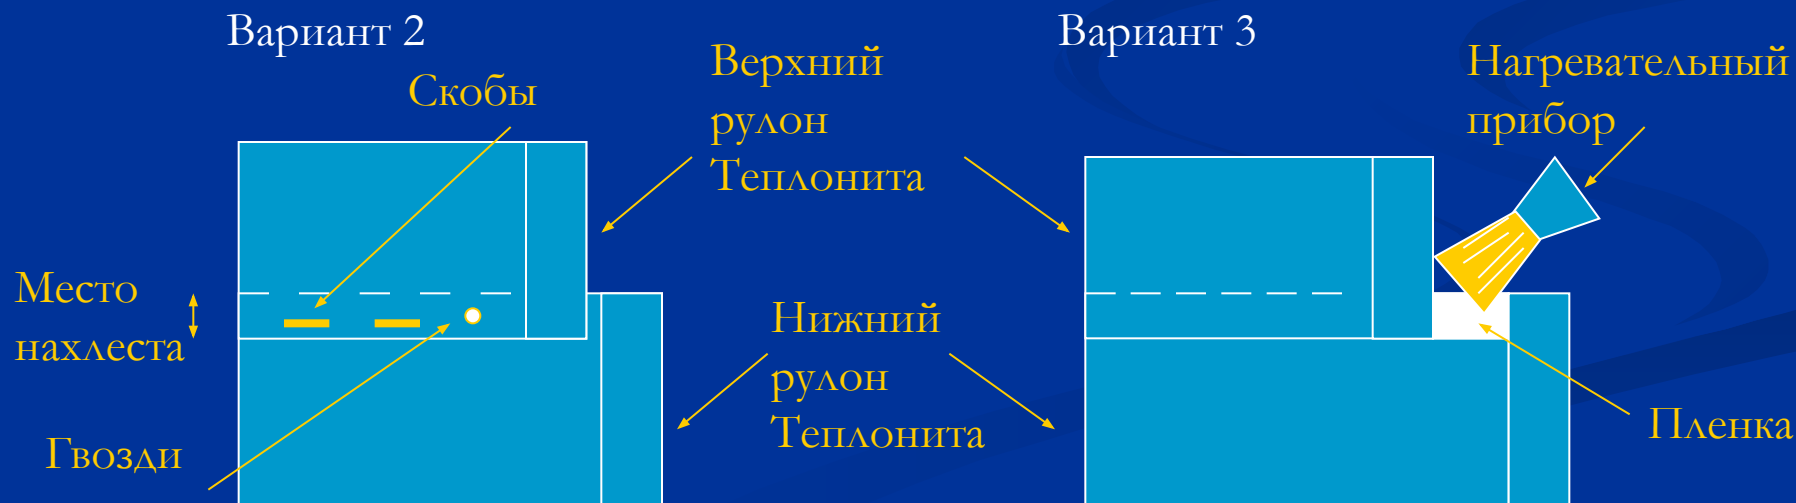 Вариант 2
Вариант 3
Скобы
Верхний
рулон
Теплонита
Нагревательный
прибор
Место
нахлеста
Нижний
рулон
Теплонита
Гвозди
Пленка